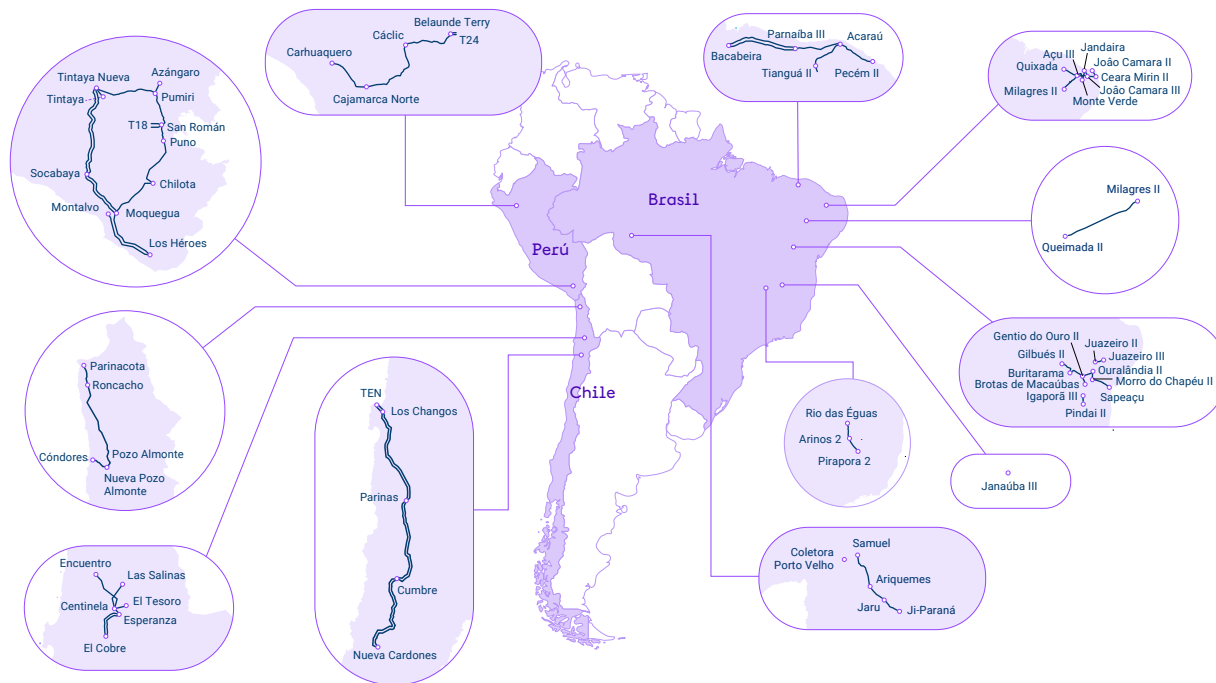 Belaunde Terry
Cáclic
T24
Carhuaquero
Cajamarca Norte
Parnaíba III
Acaraú
Bacabeira
Tianguá II
Pecém II
Jandaira
Açu III
João Camara II
Quixada
Ceara Mirin II
Milagres II
João Camara III
Monte Verde
Azángaro
Tintaya Nueva
Tintaya
Pumiri
T18
San Román
Puno
Socabaya
Chilota
Montalvo
Moquegua
Los Héroes
Brasil
Perú
Chile
Milagres II
Queimada II
Parinacota
Roncacho
Cóndores
Pozo Almonte
Nueva Pozo
Almonte
TEN
Los Changos
Parinas
Cumbre
Nueva Cardones
Gentio do Ouro II
Juazeiro II
Gilbués II
Juazeiro III
Buritarama
Ouralândia II
Brotas de Macaúbas
Morro do Chapéu II
Igaporã III
Sapeaçu
Pindai II
Rio das Éguas
Arinos 2
Pirapora 2
Janaúba III
Encuentro
Las Salinas
Centinela
El Tesoro
Esperanza
El Cobre
Samuel
Coletora
Porto Velho
Ariquemes
Jaru
Ji-Paraná